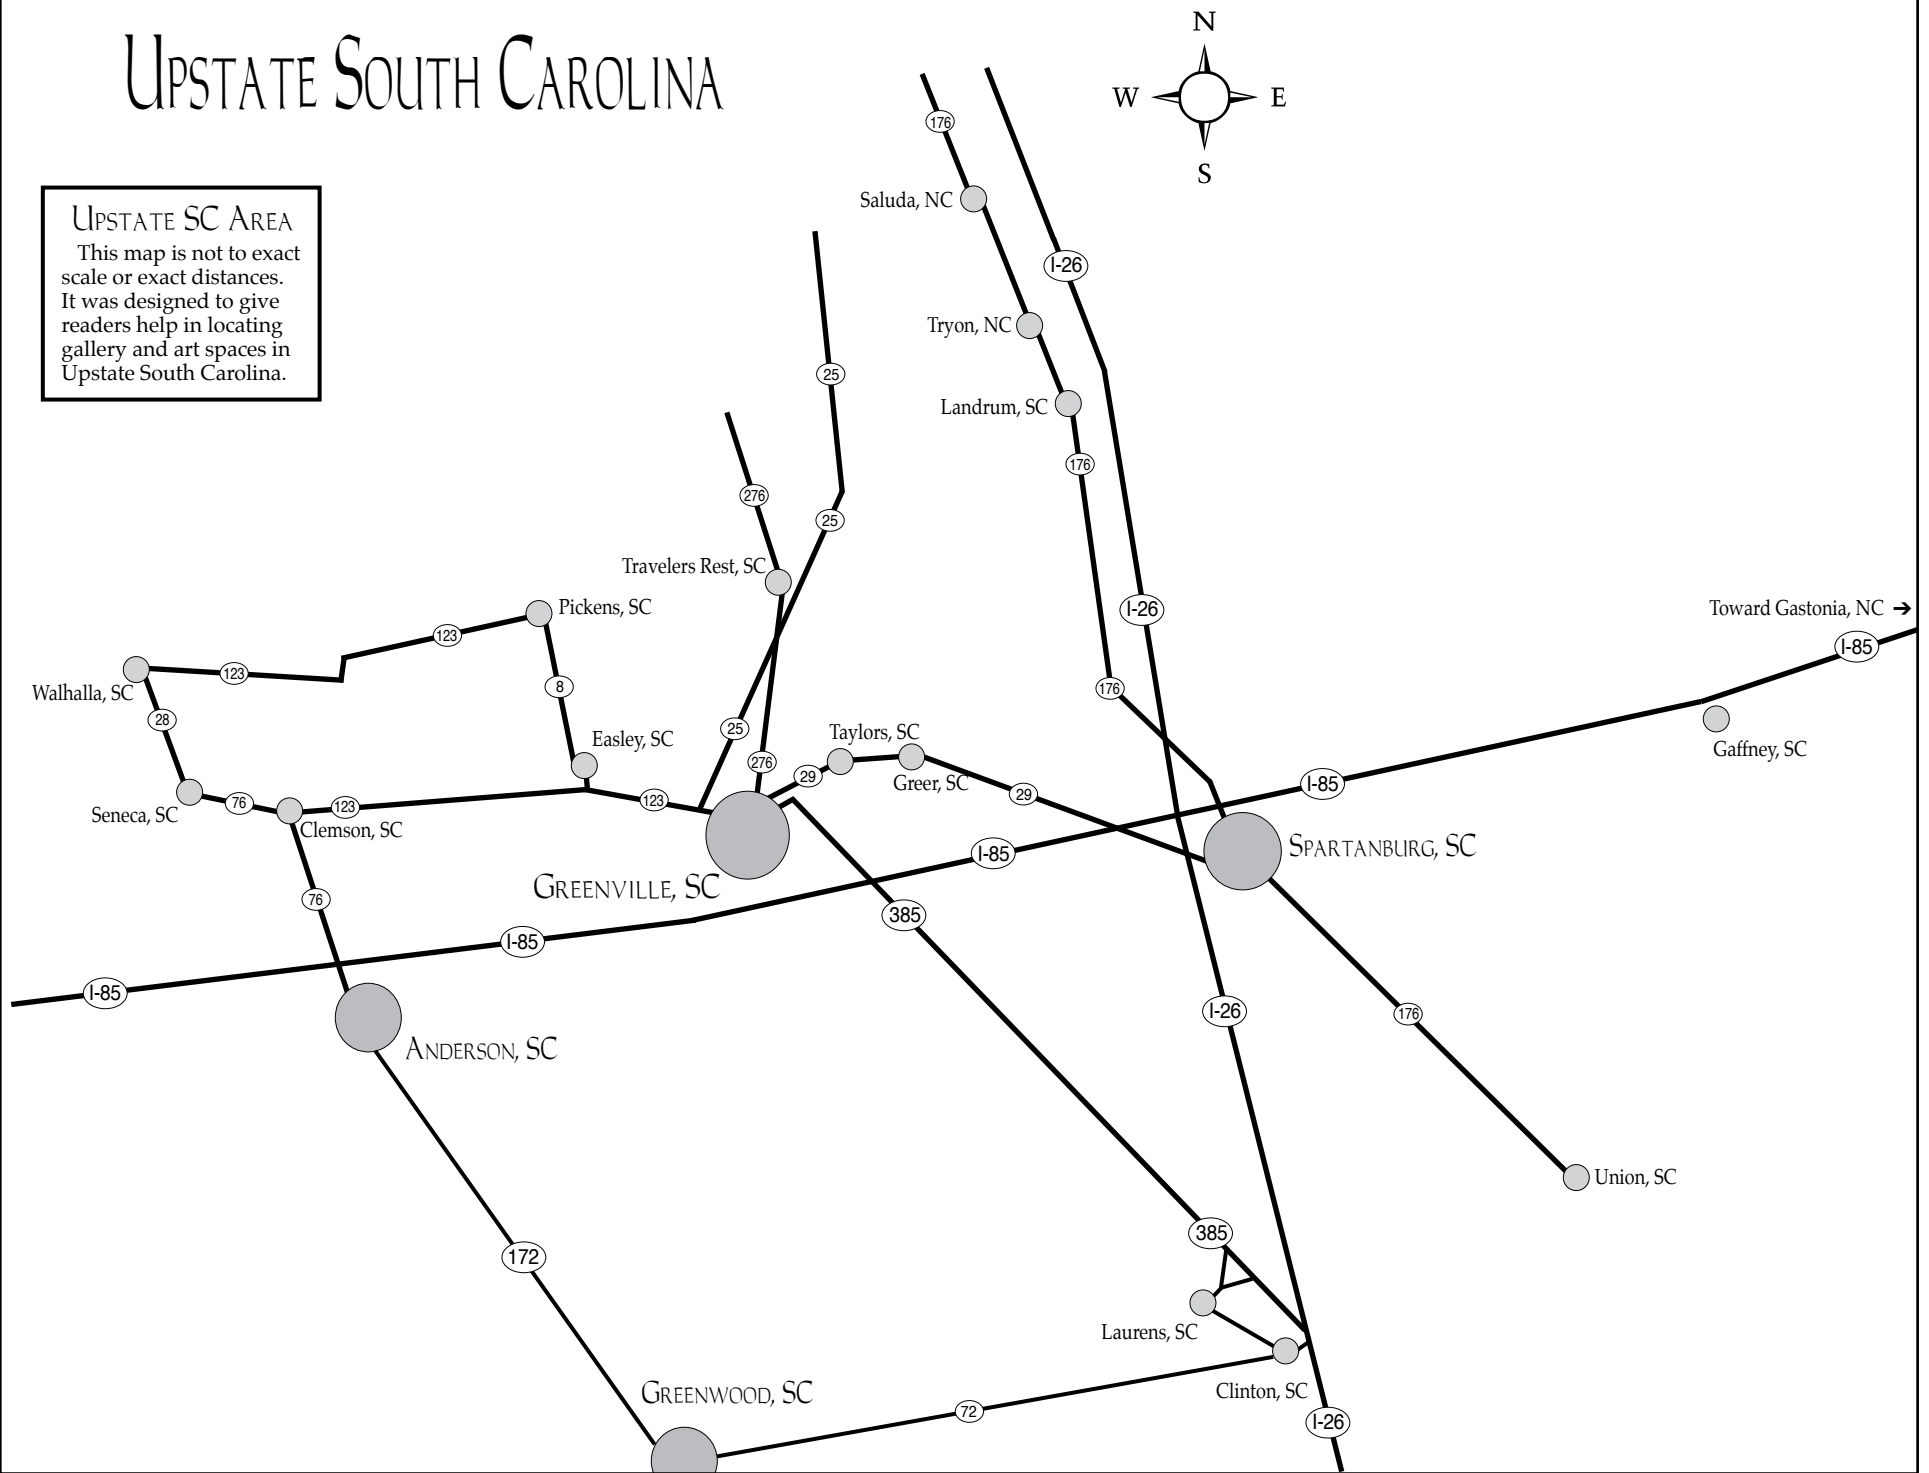 UPSTATE SOUTH CAROLINA
N
W
E
S
UPSTATE SC AREA
This map is not to exact
scale or exact distances.
It was designed to give
readers help in locating
gallery and art spaces in
Upstate South Carolina.
176
Saluda, NC
I-26
Tryon, NC
25
Landrum, SC
176
276
25
Travelers Rest, SC
Pickens, SC
I-26
Toward Gastonia, NC ➔
123
I-85
123
Walhalla, SC
8
176
28
25
Easley, SC
Taylors, SC
Gaffney, SC
276
29
Greer, SC
I-85
29
Seneca, SC
76
123
123
Clemson, SC
SPARTANBURG, SC
I-85
GREENVILLE, SC
76
385
I-85
I-85
I-26
176
ANDERSON, SC
Union, SC
385
172
Laurens, SC
GREENWOOD, SC
Clinton, SC
72
I-26